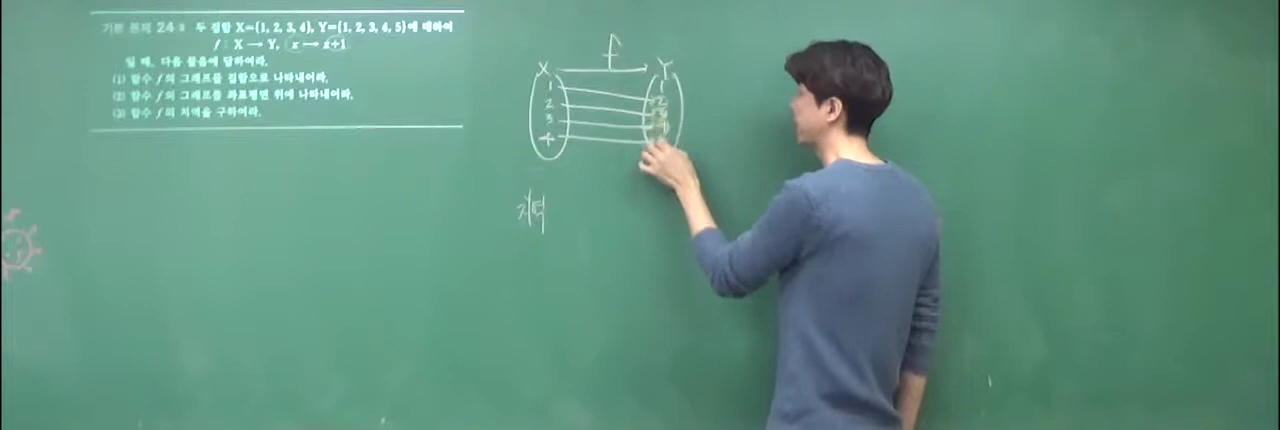 기본 문제 24-3 두 집합 X={1, 2, 3, 4}, Y={1, 2, 3, 4, 5}에 대하여
f : X → Y, x → x+1
일 때, 다음 물음에 답하여라.
(1) 함수 f의 그래프를 집합으로 나타내어라.
(2) 함수 f의 그래프를 좌표평면 위에 나타내어라.
(3) 함수 f의 치역을 구하여라.
f
X Y
1 1
2 2
3 3
4
치역